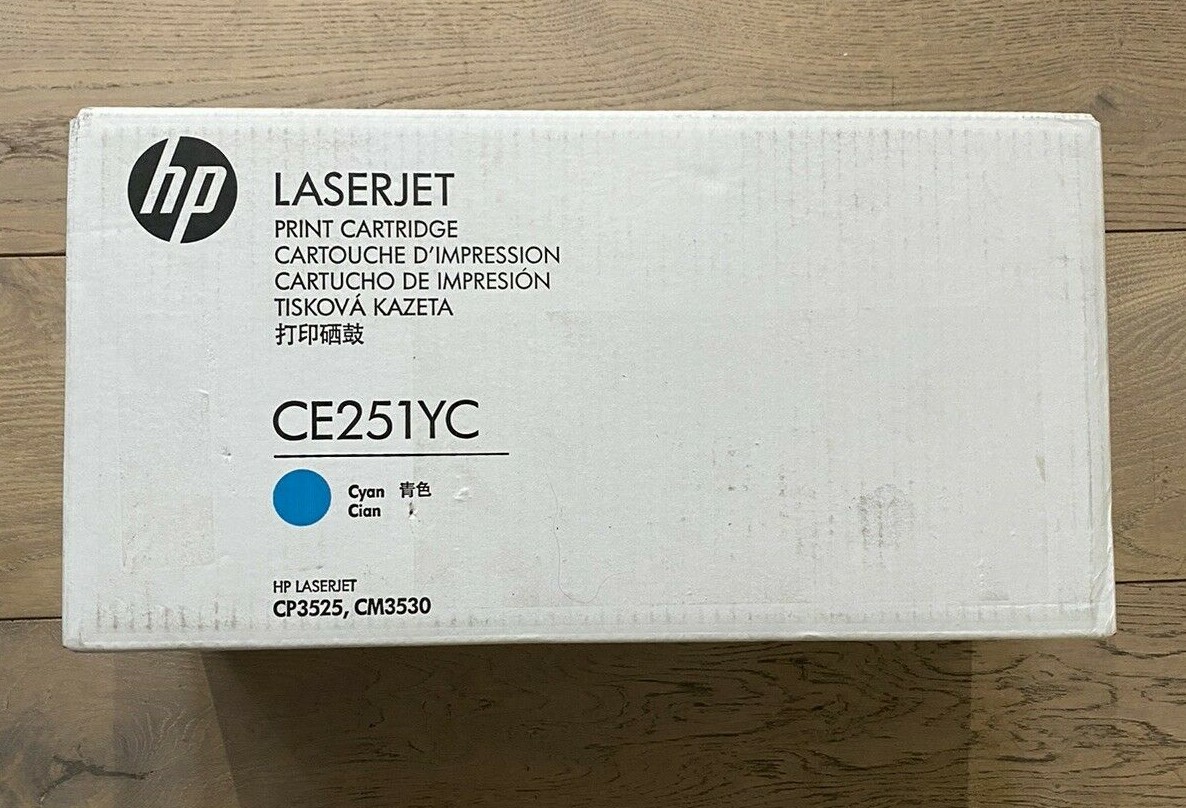 hp
LASERJET
PRINT CARTRIDGE
CARTOUCHE D'IMPRESSION
CARTUCHO DE IMPRESIÓN
TISKOVÁ KAZETA
打印硒鼓
CE251YC
Cyan 青色
Cian
HP LASERJET
CP3525, CM3530